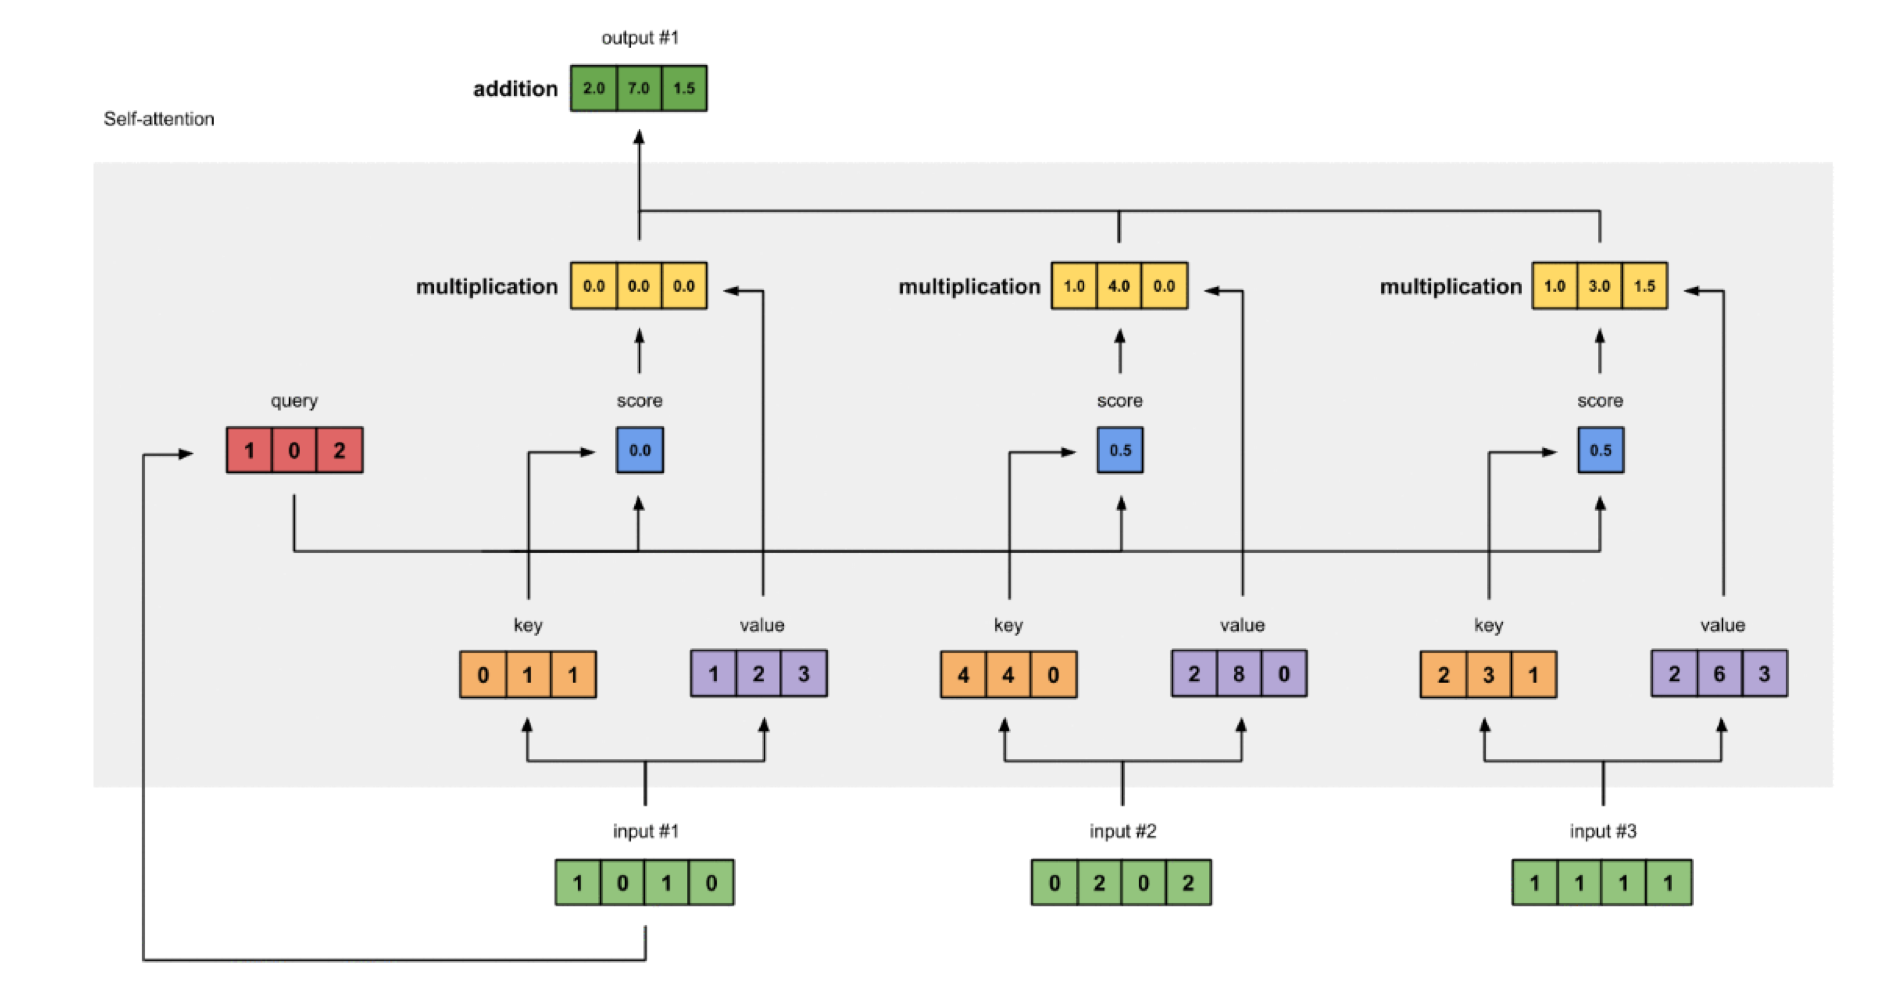 output #1
addition 2.0 7.0 1.5
Self-attention
multiplication 0.0 0.0 0.0 multiplication 1.0 4.0 0.0 multiplication 1.0 3.0 1.5
query score score score
1 0 2 0.0 0.5 0.5
key value key value key value
0 1 1 1 2 3 4 4 0 2 8 0 2 3 1 2 6 3
input #1 input #2 input #3
1 0 1 0 0 2 0 2 1 1 1 1